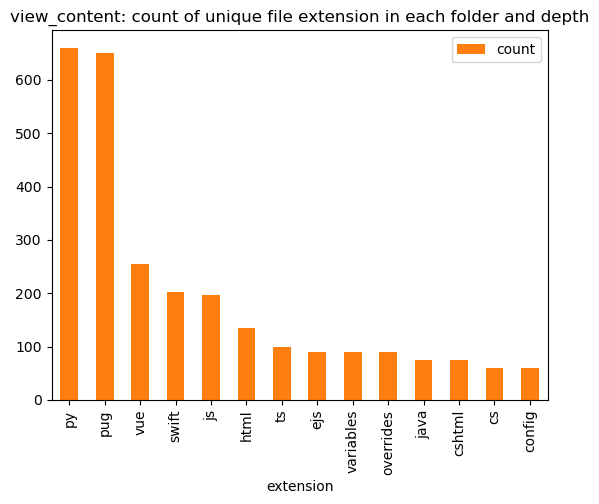 view_content: count of unique file extension in each folder and depth
count
600
500
400
300
200
100
0
py
pug
vue
swift
js
html
ts
ejs
variables
overrides
java
cshtml
cs
config
extension